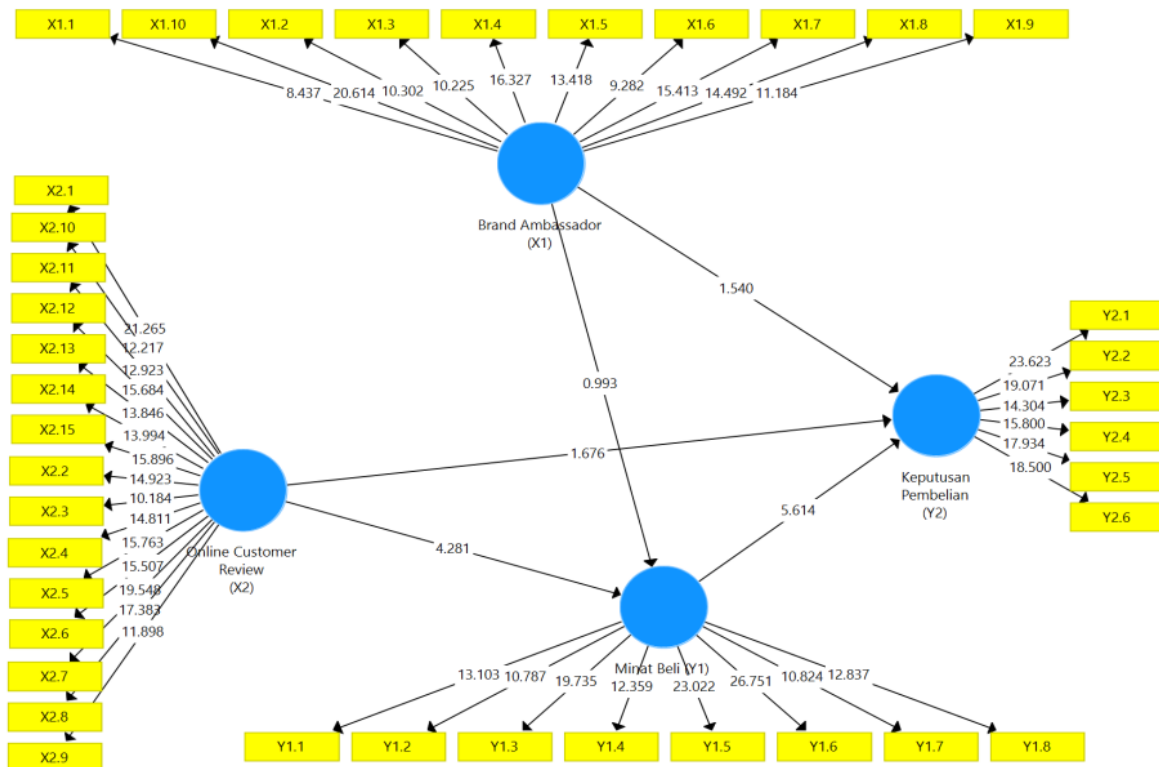 X1.1 X1.10 X1.2 X1.3 X1.4 X1.5 X1.6 X1.7 X1.8 X1.9
8.437 20.614 10.302 10.225 16.327 13.418 9.282 15.413 14.492 11.184
Brand Ambassador
(X1)
X2.1
X2.10
X2.11
X2.12
X2.13
X2.14
X2.15
X2.2
X2.3
X2.4
X2.5
X2.6
X2.7
X2.8
X2.9
21.265
12.217
12.923
15.684
13.846
13.994
15.896
14.923
10.184
14.811
15.763
15.507
19.548
17.383
11.898
Online Customer
Review
(X2)
1.540
0.993
1.676
4.281
5.614
Keputusan
Pembelian
(Y2)
23.623
19.071
14.304
15.800
17.934
18.500
Y2.1
Y2.2
Y2.3
Y2.4
Y2.5
Y2.6
Minat Beli (Y1)
13.103 10.787 19.735 12.359 23.022 26.751 10.824 12.837
Y1.1 Y1.2 Y1.3 Y1.4 Y1.5 Y1.6 Y1.7 Y1.8